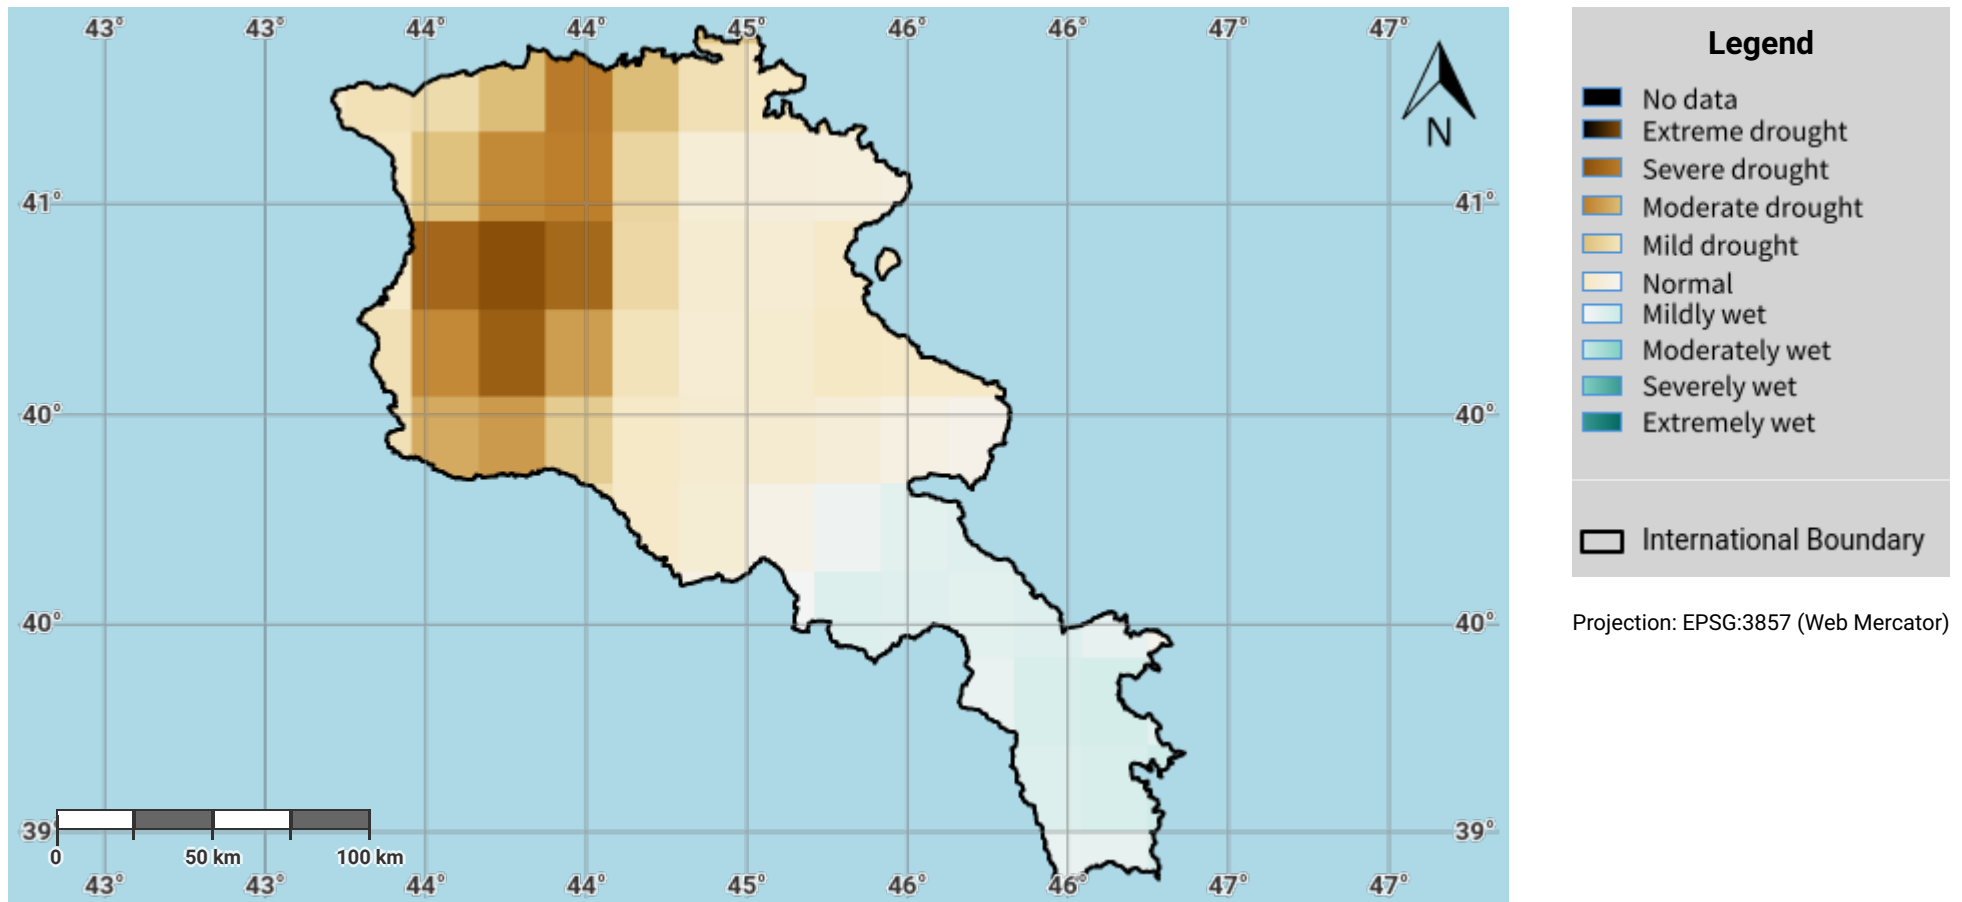 43° 43° 44° 44° 45° 46° 46° 47° 47°
41° 41°
40° 40°
40° 40°
39° 39°
43° 43° 44° 44° 45° 46° 46° 47° 47°
0 50 km 100 km
N
Legend
No data
Extreme drought
Severe drought
Moderate drought
Mild drought
Normal
Mildly wet
Moderately wet
Severely wet
Extremely wet
International Boundary
Projection: EPSG:3857 (Web Mercator)